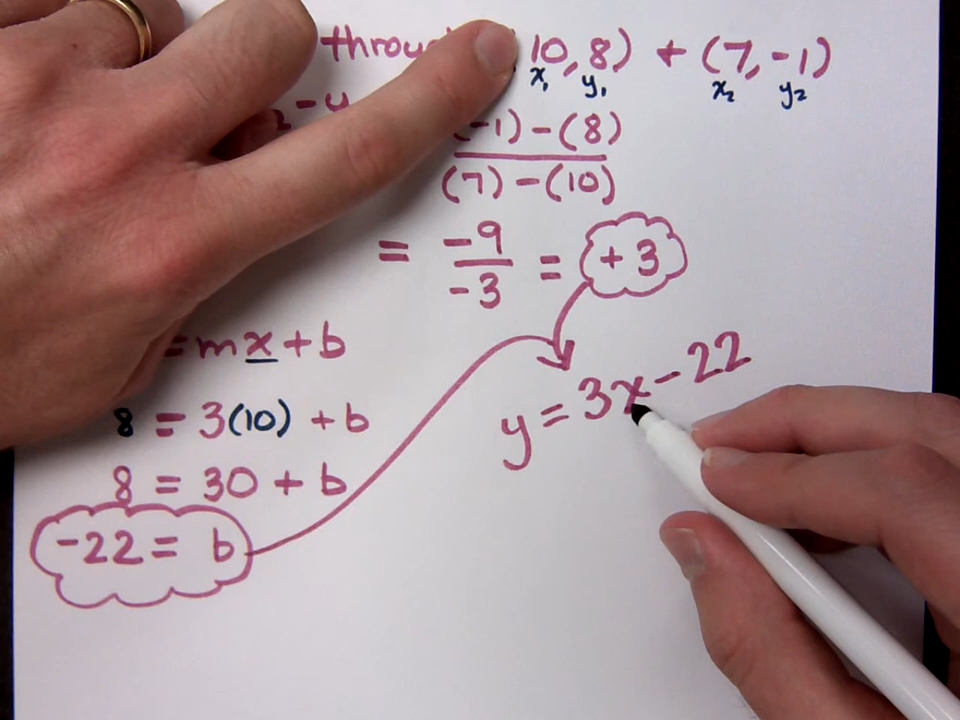 10, 8) + (7, -1)
x₁ y₁ x₂ y₂
(-1) - (8)
(7) - (10)
= -9 = +3
-3
= mx + b
y = 3x - 22
8 = 3(10) + b
8 = 30 + b
-22 = b